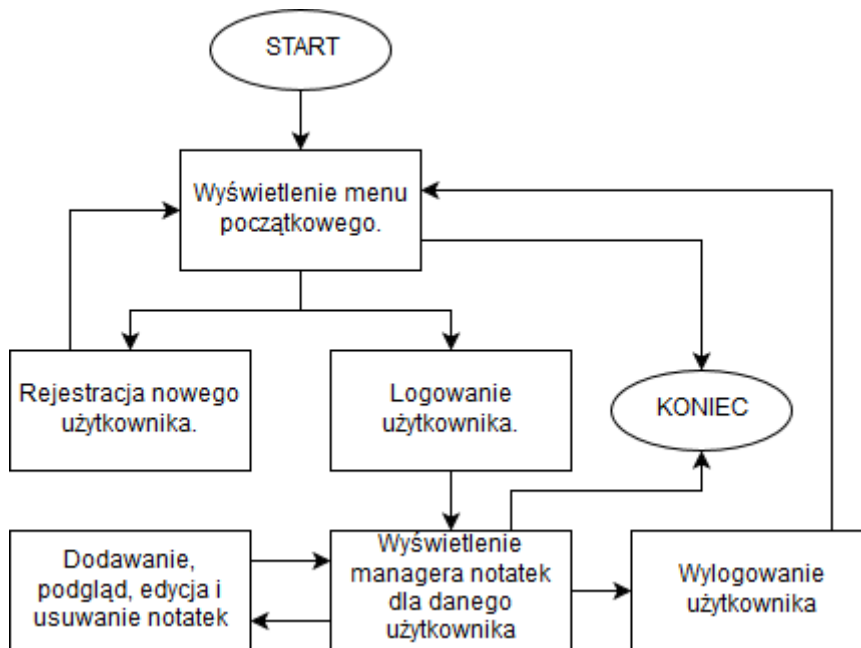 START
Wyświetlenie menu
początkowego.
Rejestracja nowego
użytkownika.
Logowanie
użytkownika.
KONIEC
Dodawanie,
podgląd, edycja i
usuwanie notatek
Wyświetlenie
managera notatek
dla danego
użytkownika
Wylogowanie
użytkownika